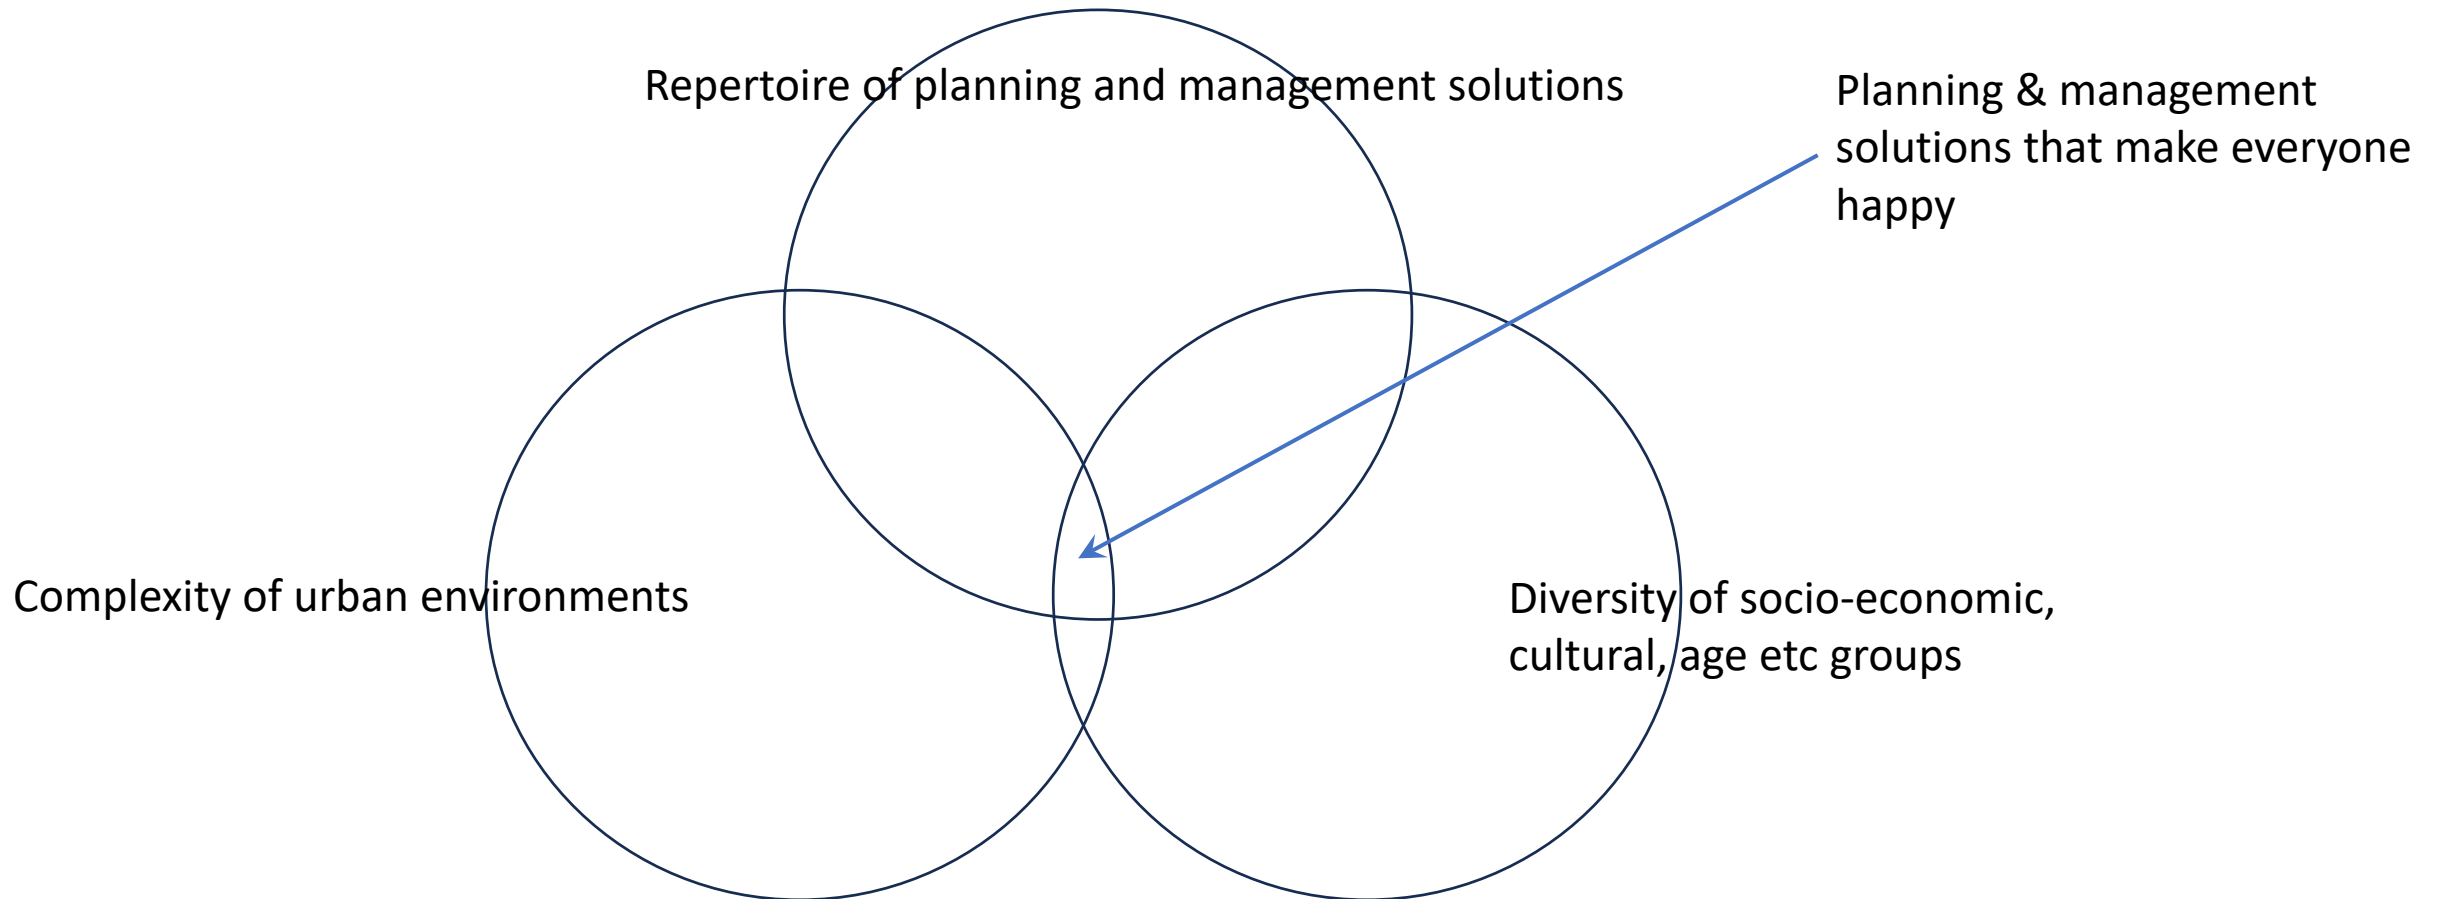 Repertoire of planning and management solutions
Planning & management
solutions that make everyone
happy
Complexity of urban environments
Diversity of socio-economic,
cultural, age etc groups